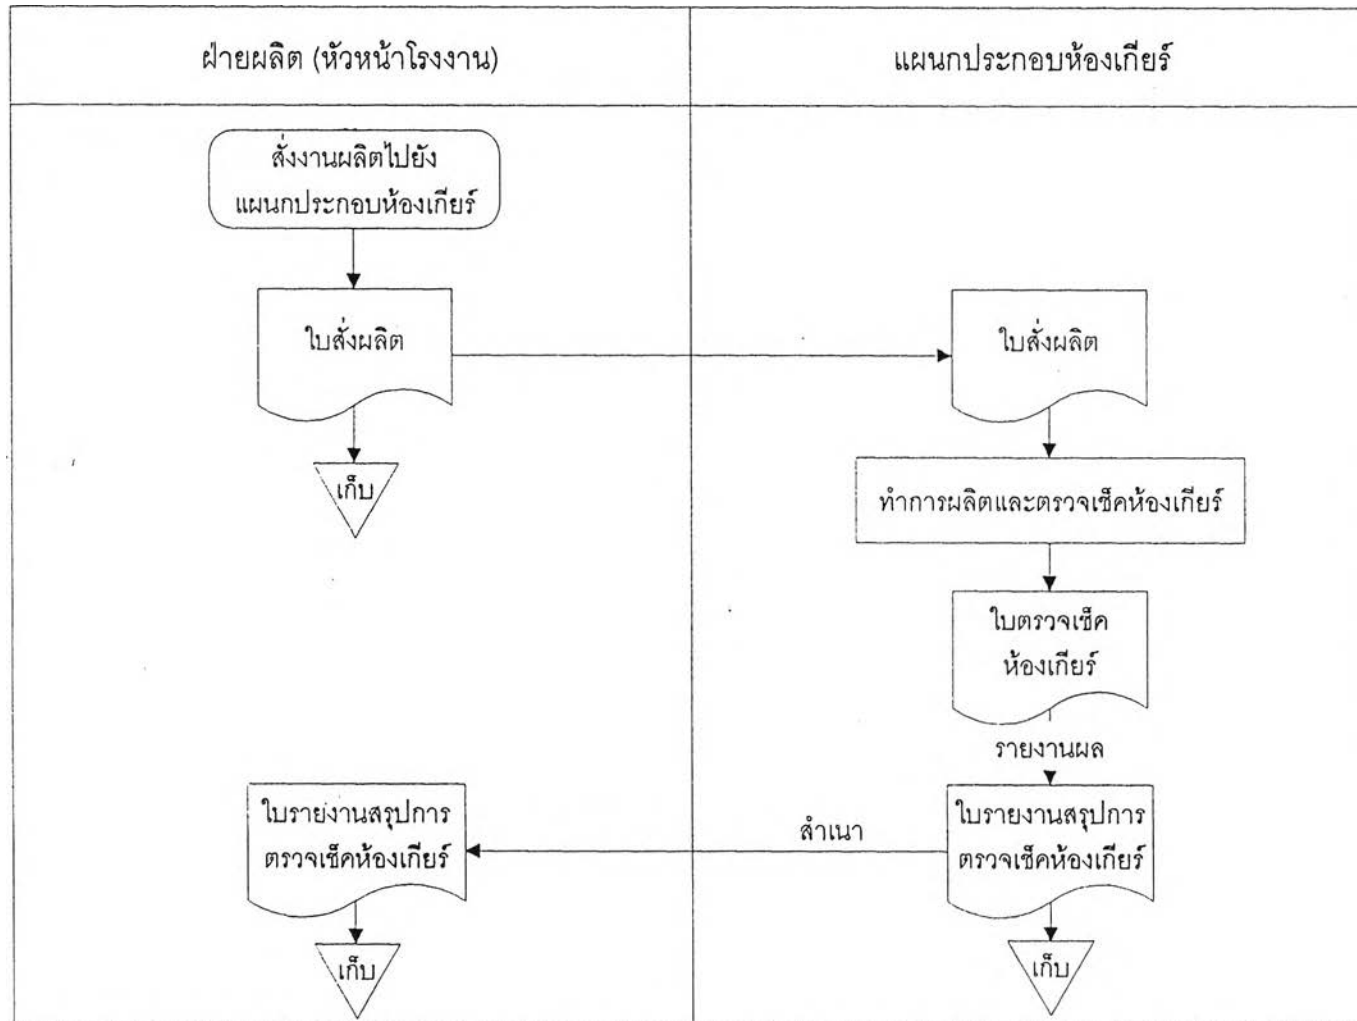 ฝ่ายผลิต (หัวหน้าโรงงาน)
แผนกประกอบห้องเกียร์
สั่งงานผลิตไปยัง
แผนกประกอบห้องเกียร์
ใบสั่งผลิต
ใบสั่งผลิต
เก็บ
ทำการผลิตและตรวจเช็คห้องเกียร์
ใบตรวจเช็ค
ห้องเกียร์
รายงานผล
ใบรายงานสรุปการ
ตรวจเช็คห้องเกียร์
สำเนา
ใบรายงานสรุปการ
ตรวจเช็คห้องเกียร์
เก็บ
เก็บ